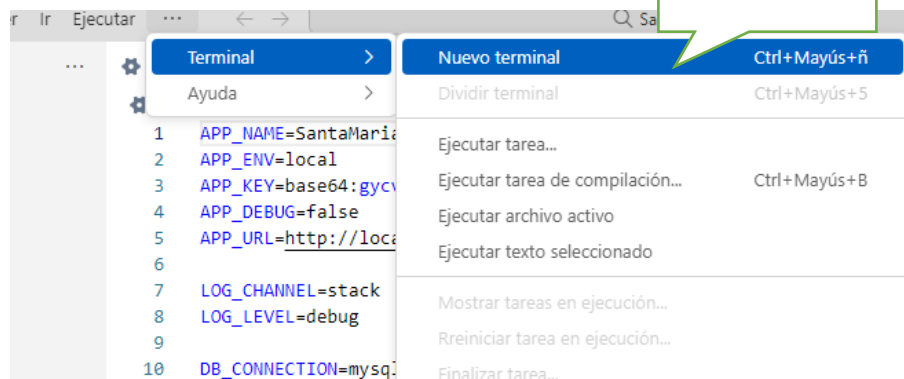 r Ir Ejecutar ... Sa
... Terminal Nuevo terminal Ctrl+Mayús+ñ
Ayuda Dividir terminal Ctrl+Mayús+5
1 APP_NAME=SantaMaria
2 APP_ENV=local Ejecutar tarea...
3 APP_KEY=base64:gycv Ejecutar tarea de compilación... Ctrl+Mayús+B
4 APP_DEBUG=false Ejecutar archivo activo
5 APP_URL=http://loca Ejecutar texto seleccionado
6
7 LOG_CHANNEL=stack Mostrar tareas en ejecución...
8 LOG_LEVEL=debug Rreiniciar tarea en ejecución...
9
10 DB_CONNECTION=mysql Finalizar tarea...